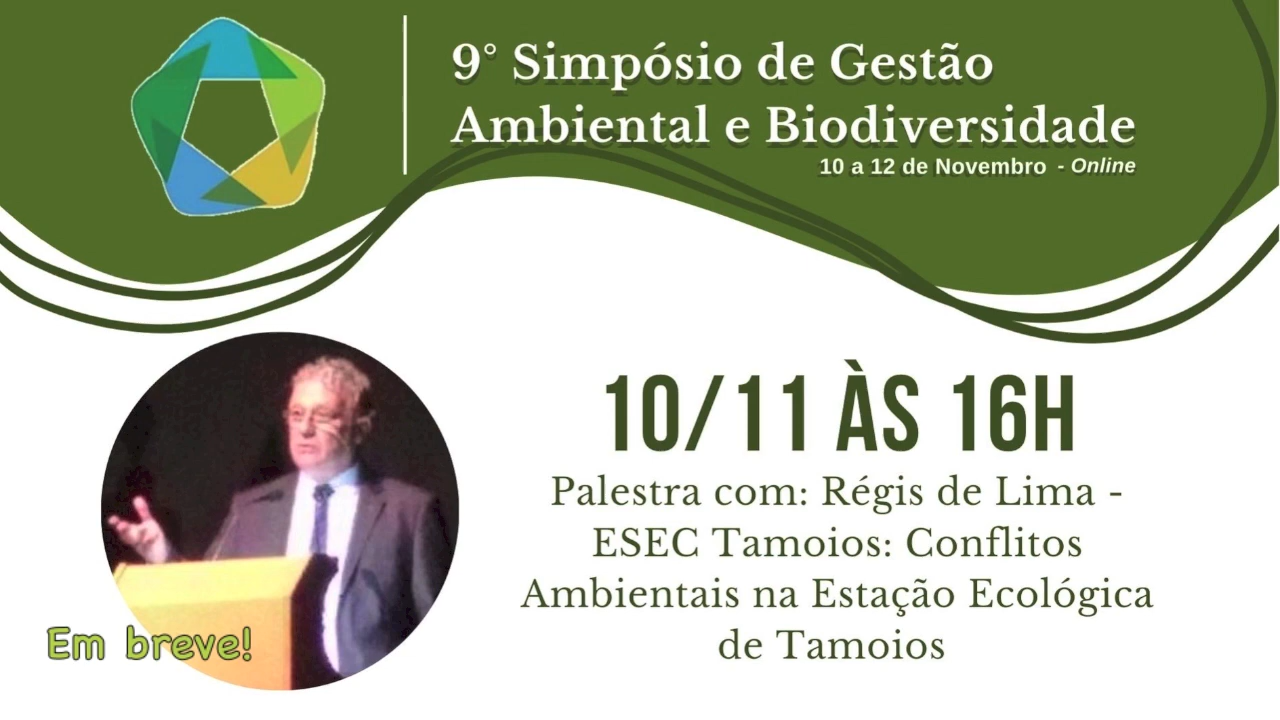 9° Simpósio de Gestão
Ambiental e Biodiversidade
10 a 12 de Novembro - Online
10/11 ÀS 16H
Palestra com: Régis de Lima -
ESEC Tamoios: Conflitos
Ambientais na Estação Ecológica
de Tamoios
Em breve!